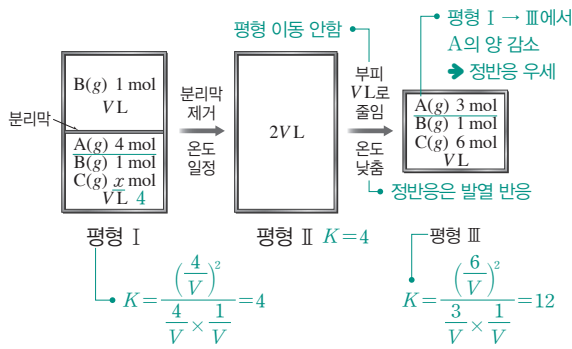 평형 이동 안함
평형 Ⅰ → Ⅲ에서
A의 양 감소
➔ 정반응 우세
B(g) 1 mol
V L
분리막
A(g) 4 mol
B(g) 1 mol
C(g) x mol
V L 4
분리막
제거
온도
일정
2V L
부피
V L로
줄임
온도
낮춤
A(g) 3 mol
B(g) 1 mol
C(g) 6 mol
V L
정반응은 발열 반응
평형 Ⅰ
평형 Ⅱ K=4
평형 Ⅲ
K=(4/V)²/(4/V×1/V)=4
K=(6/V)²/(3/V×1/V)=12